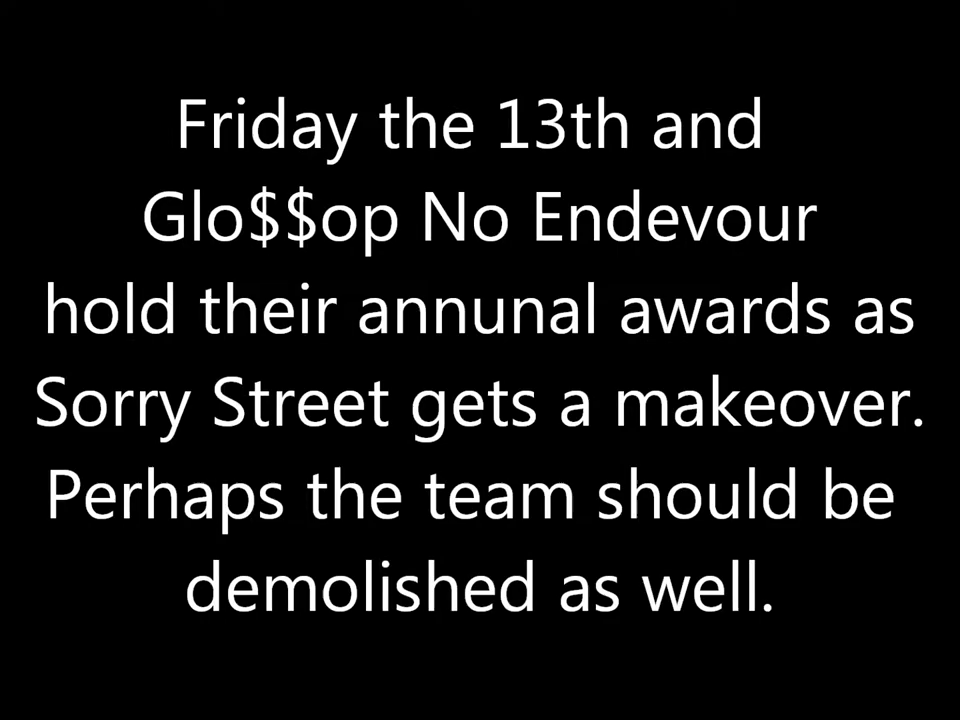 Friday the 13th and
Glo$$op No Endevour
hold their annunal awards as
Sorry Street gets a makeover.
Perhaps the team should be
demolished as well.